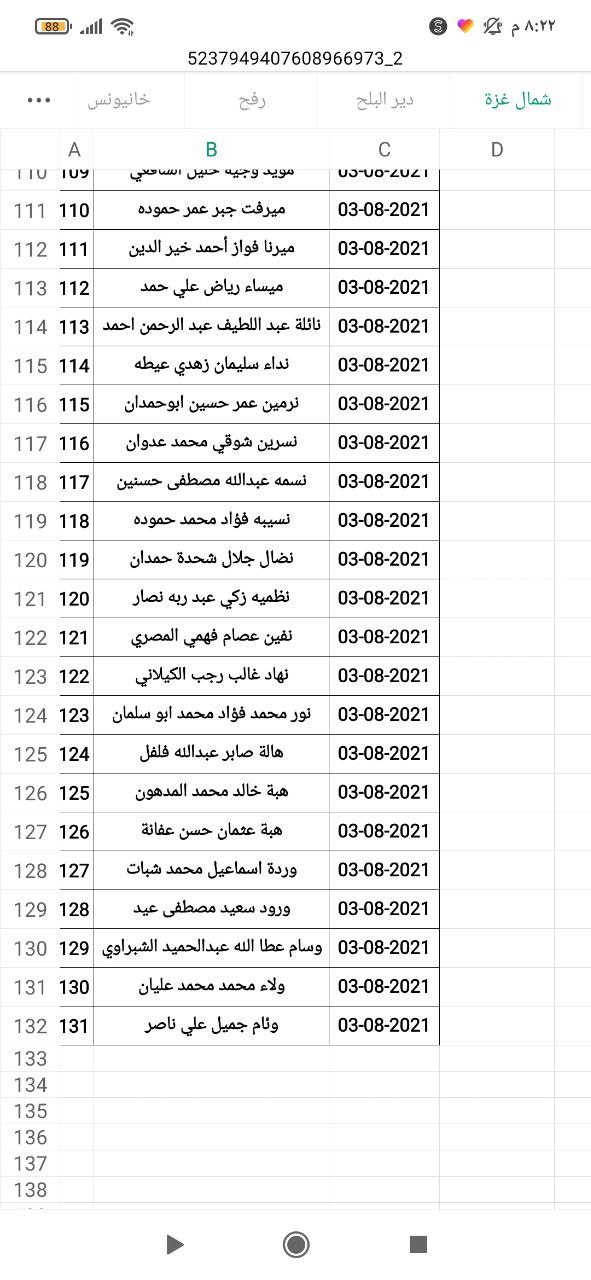 88
٨:٢٢ م
5237949407608966973_2
شمال غزة دير البلح رفح خانيونس •••
A B C D
110 109 مؤيد وجيه خليل الشافعي 03-08-2021
111 110 ميرفت جبر عمر حموده 03-08-2021
112 111 ميرنا فواز أحمد خير الدين 03-08-2021
113 112 ميساء رياض علي حمد 03-08-2021
114 113 نائلة عبد اللطيف عبد الرحمن احمد 03-08-2021
115 114 نداء سليمان زهدي عيطه 03-08-2021
116 115 نرمين عمر حسين ابوحمدان 03-08-2021
117 116 نسرين شوقي محمد عدوان 03-08-2021
118 117 نسمه عبدالله مصطفى حسنين 03-08-2021
119 118 نسيبه فؤاد محمد حموده 03-08-2021
120 119 نضال جلال شحدة حمدان 03-08-2021
121 120 نظميه زكي عبد ربه نصار 03-08-2021
122 121 نفين عصام فهمي المصري 03-08-2021
123 122 نهاد غالب رجب الكيلاني 03-08-2021
124 123 نور محمد فؤاد محمد ابو سلمان 03-08-2021
125 124 هالة صابر عبدالله فلفل 03-08-2021
126 125 هبة خالد محمد المدهون 03-08-2021
127 126 هبة عثمان حسن عفانة 03-08-2021
128 127 وردة اسماعيل محمد شبات 03-08-2021
129 128 ورود سعيد مصطفى عيد 03-08-2021
130 129 وسام عطا الله عبدالحميد الشبراوي 03-08-2021
131 130 ولاء محمد محمد عليان 03-08-2021
132 131 وئام جميل علي ناصر 03-08-2021
133
134
135
136
137
138